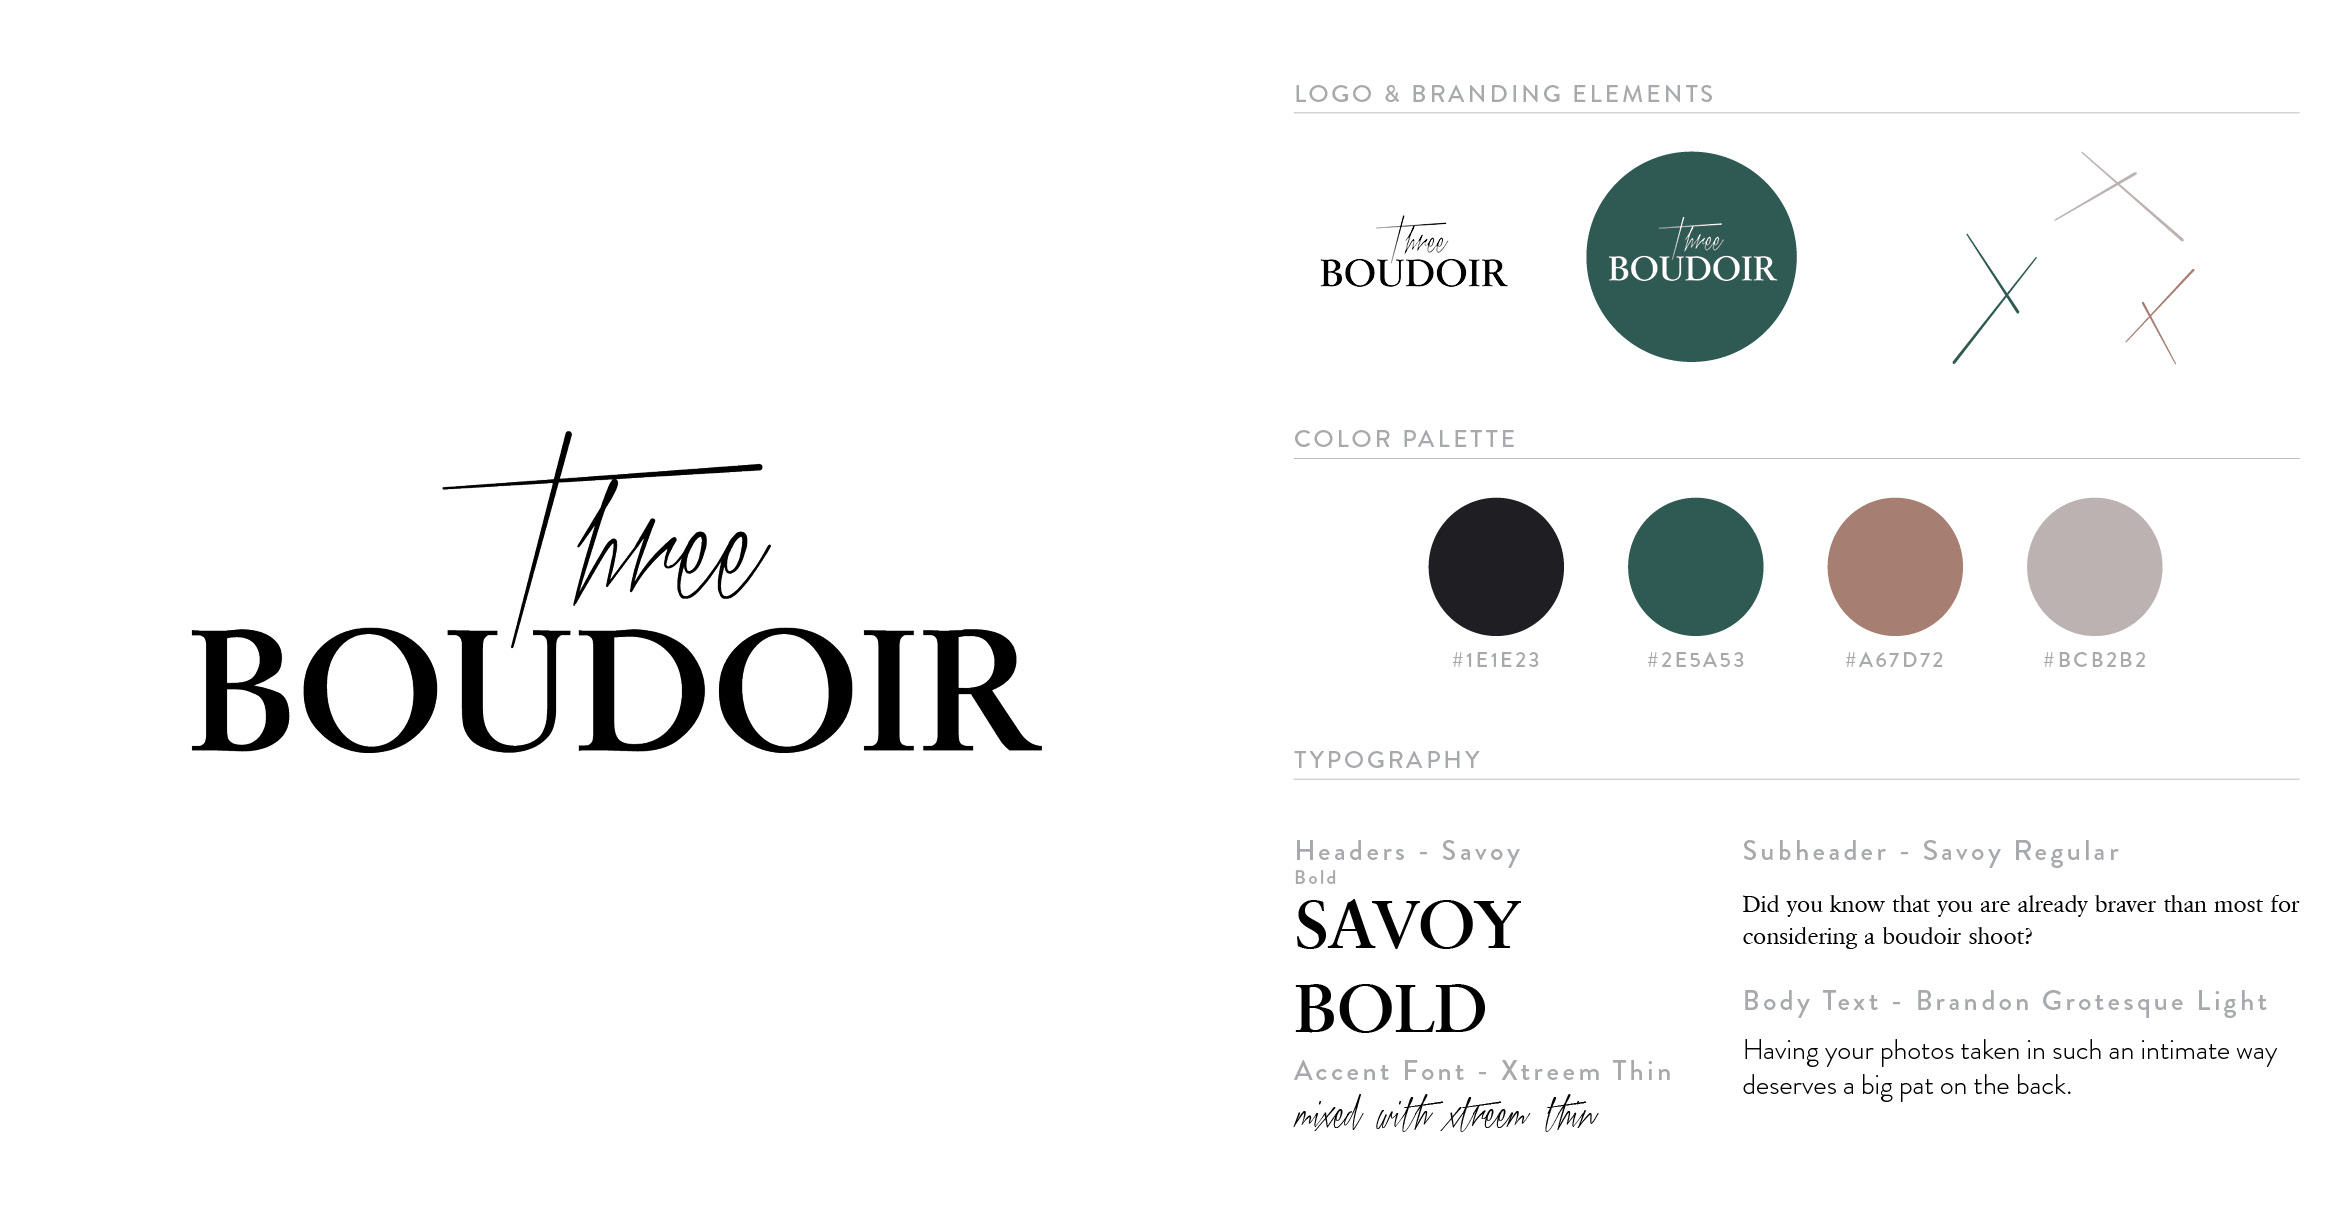 Three
BOUDOIR
LOGO & BRANDING ELEMENTS
Three
BOUDOIR
Three
BOUDOIR
COLOR PALETTE
#1E1E23
#2E5A53
#A67D72
#BCB2B2
TYPOGRAPHY
Headers - Savoy
Bold
SAVOY
BOLD
Accent Font - Xtreem Thin
mixed with xtreem thin
Subheader - Savoy Regular
Did you know that you are already braver than most for
considering a boudoir shoot?
Body Text - Brandon Grotesque Light
Having your photos taken in such an intimate way
deserves a big pat on the back.